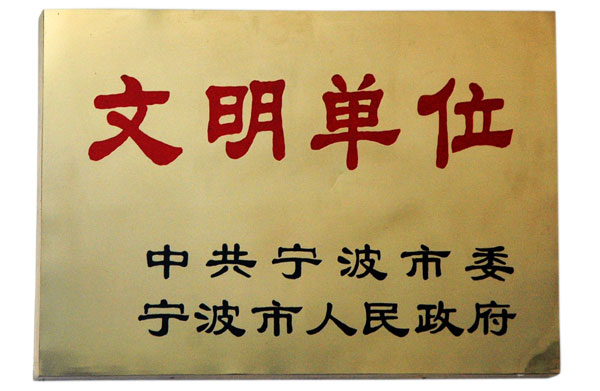 文明单位
中共宁波市委
宁波市人民政府